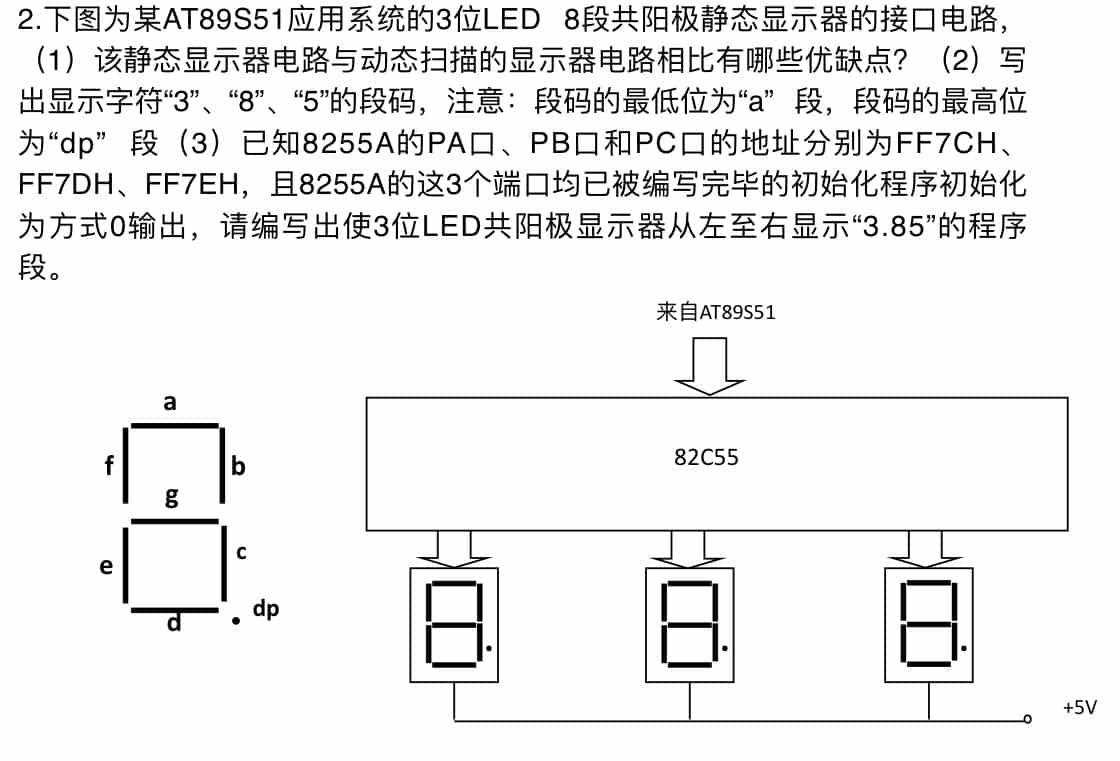 2.下图为某AT89S51应用系统的3位LED 8段共阳极静态显示器的接口电路，
（1）该静态显示器电路与动态扫描的显示器电路相比有哪些优缺点？（2）写
出显示字符“3”、“8”、“5”的段码，注意：段码的最低位为“a” 段，段码的最高位
为“dp” 段（3）已知8255A的PA口、PB口和PC口的地址分别为FF7CH、
FF7DH、FF7EH，且8255A的这3个端口均已被编写完毕的初始化程序初始化
为方式0输出，请编写出使3位LED共阳极显示器从左至右显示“3.85”的程序
段。
来自AT89S51
a
f
b
g
82C55
e
c
d
dp
+5V